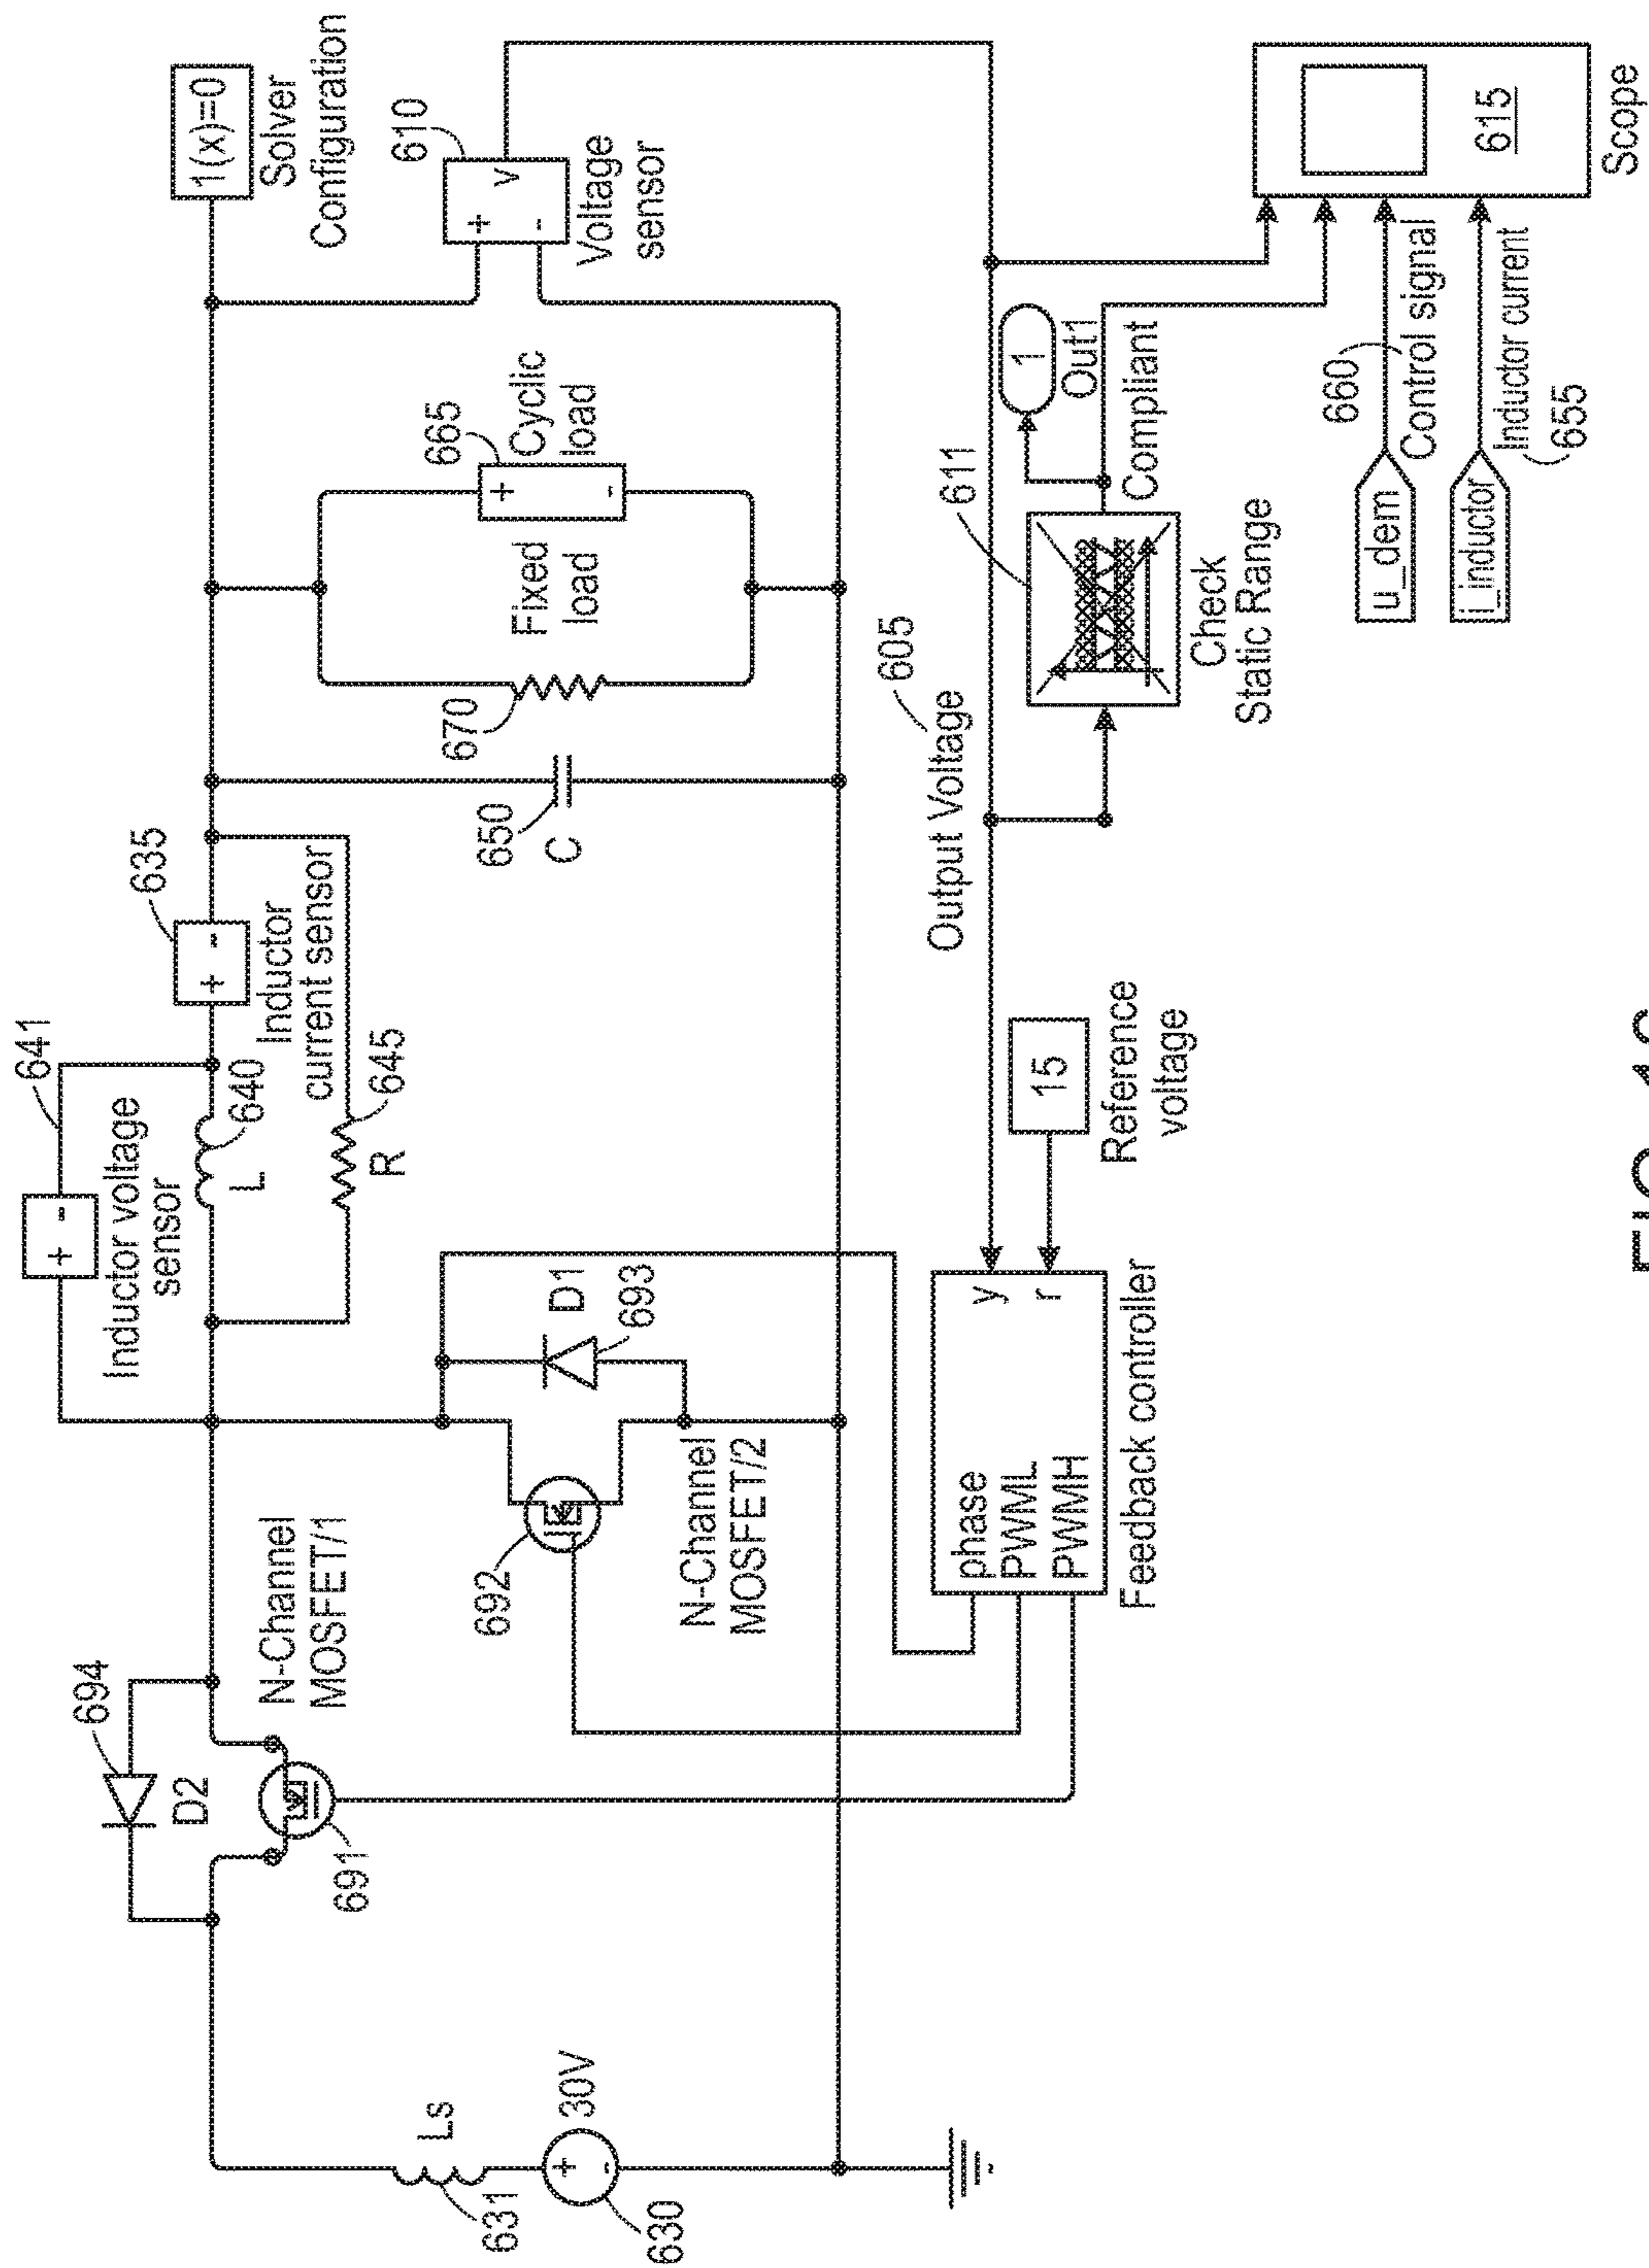 641
Inductor voltage
sensor
635
1(x)=0
Solver
Configuration
694
D2
N-Channel
MOSFET/1
691
L
640
Inductor
current sensor
R
645
610
+
V
-
Voltage
sensor
Ls
631
30V
+
-
630
692
N-Channel
MOSFET/2
D1
693
650
C
670
Fixed
load
665
+
-
Cyclic
load
+
-
+
-
Output Voltage
605
phase
PWML
PWMH
y
r
Feedback controller
15
Reference
voltage
611
Check
Static Range
Compliant
1
Out1
u_dem
660
Control signal
i_inductor
Inductor current
655
615
Scope